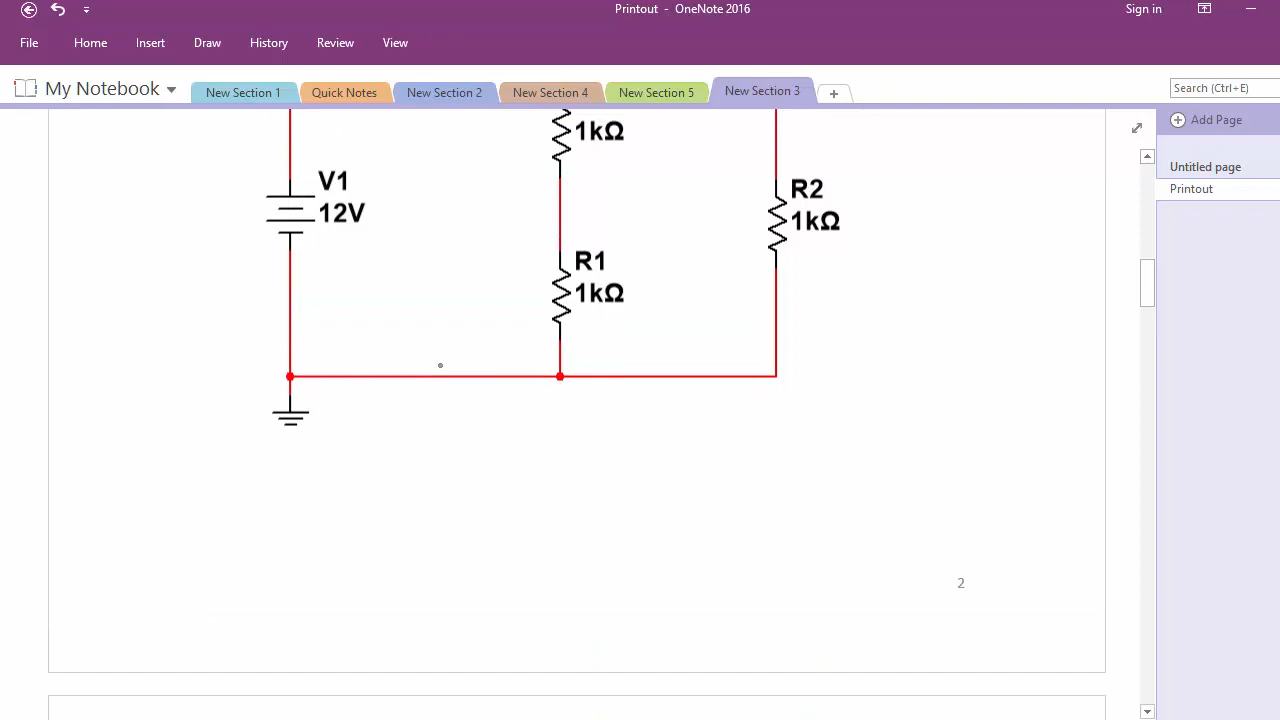 Printout - OneNote 2016
Sign in
File Home Insert Draw History Review View
My Notebook
New Section 1 Quick Notes New Section 2 New Section 4 New Section 5 New Section 3
Search (Ctrl+E)
Add Page
Untitled page
Printout
1kΩ
V1
12V
R2
1kΩ
R1
1kΩ
2